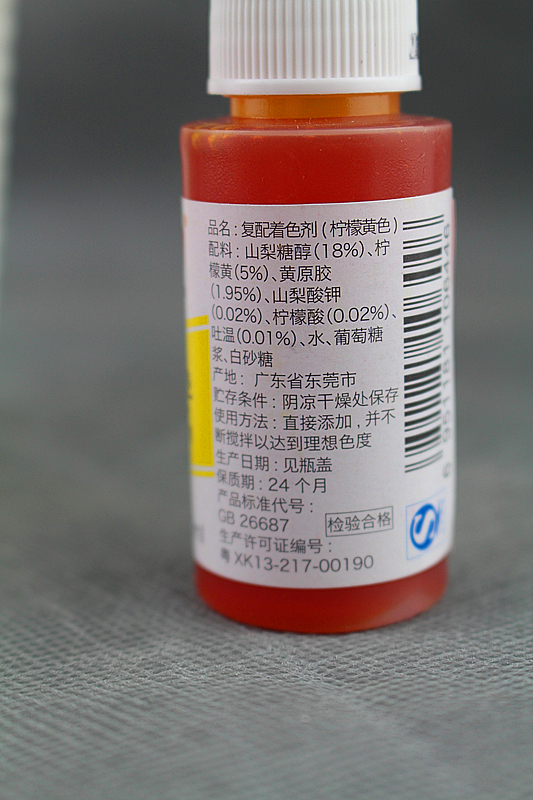 品名:复配着色剂(柠檬黄色)
配料:山梨糖醇(18%)、柠
檬黄(5%)、黄原胶
(1.95%)、山梨酸钾
(0.02%)、柠檬酸(0.02%)、
吐温(0.01%)、水、葡萄糖
浆、白砂糖
产地: 广东省东莞市
贮存条件: 阴凉干燥处保存
使用方法: 直接添加,并不
断搅拌以达到理想色度
生产日期: 见瓶盖
保质期: 24 个月
产品标准代号:
GB 26687
检验合格
生产许可证编号:
粤 XK13-217-00190